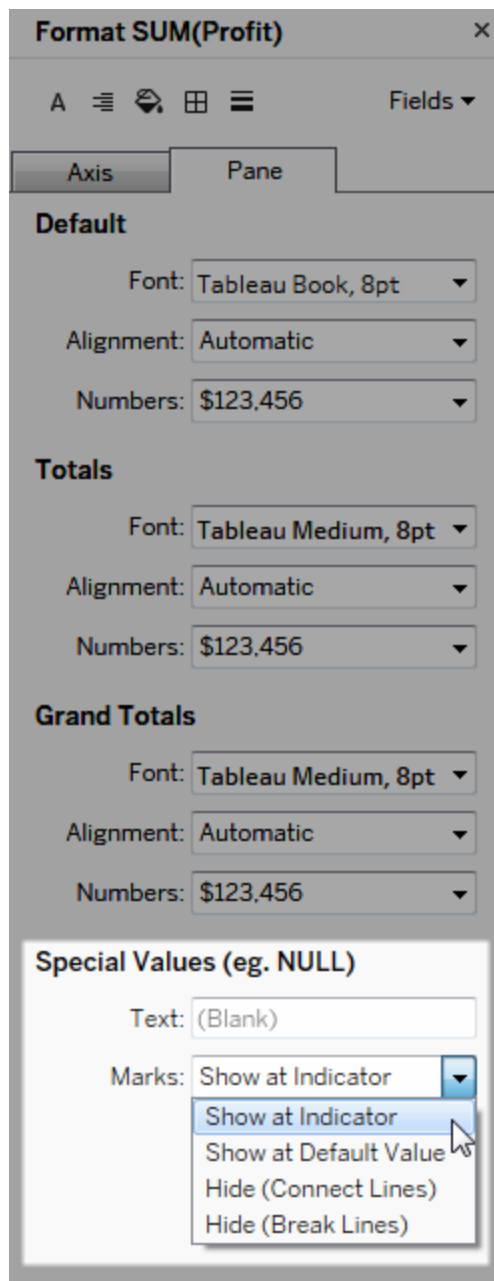 Format SUM(Profit) ×
A Fields
Axis Pane
Default
Font: Tableau Book, 8pt
Alignment: Automatic
Numbers: $123,456
Totals
Font: Tableau Medium, 8pt
Alignment: Automatic
Numbers: $123,456
Grand Totals
Font: Tableau Medium, 8pt
Alignment: Automatic
Numbers: $123,456
Special Values (eg. NULL)
Text: (Blank)
Marks: Show at Indicator
Show at Indicator
Show at Default Value
Hide (Connect Lines)
Hide (Break Lines)